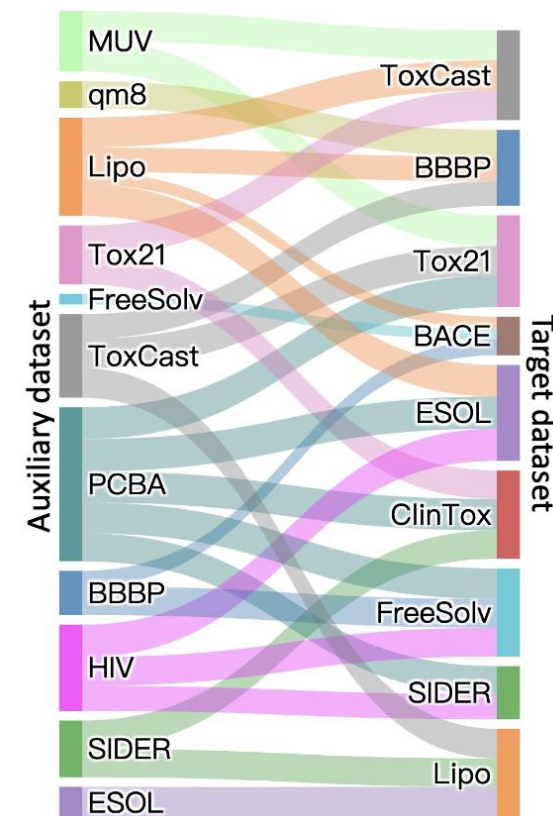 Auxiliary dataset
MUV
qm8
Lipo
Tox21
FreeSolv
ToxCast
PCBA
BBBP
HIV
SIDER
ESOL
ToxCast
BBBP
Tox21
BACE
ESOL
ClinTox
FreeSolv
SIDER
Lipo
Target dataset